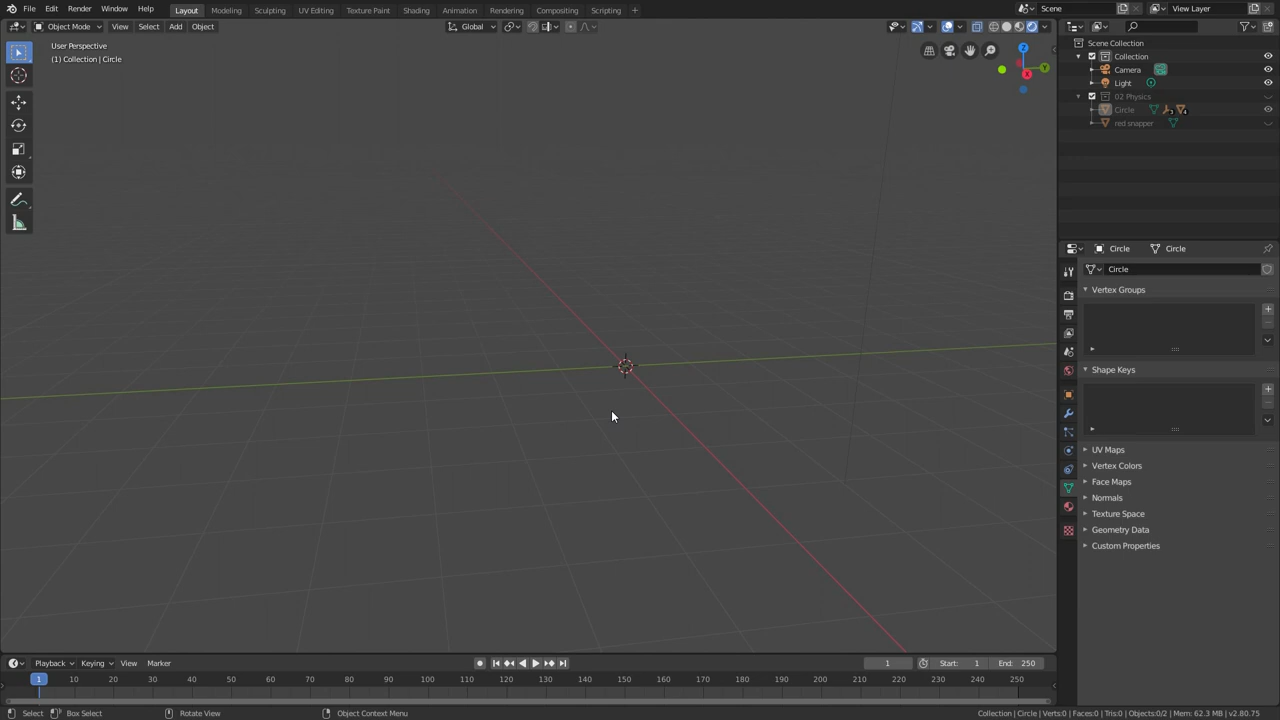 File Edit Render Window Help Layout Modeling Sculpting UV Editing Texture Paint Shading Animation Rendering Compositing Scripting + Scene View Layer
Object Mode View Select Add Object Global
User Perspective
(1) Collection | Circle
Z
Y
X
Scene Collection
Collection
Camera
Light
02 Physics
Circle 3 4
red snapper
Circle Circle
Circle
Vertex Groups
Shape Keys
UV Maps
Vertex Colors
Face Maps
Normals
Texture Space
Geometry Data
Custom Properties
Playback Keying View Marker 1 Start: 1 End: 250
1 10 20 30 40 50 60 70 80 90 100 110 120 130 140 150 160 170 180 190 200 210 220 230 240 250
Select Box Select Rotate View Object Context Menu Collection | Circle | Verts:0 | Faces:0 | Tris:0 | Objects:0/2 | Mem: 62.3 MB | v2.80.75